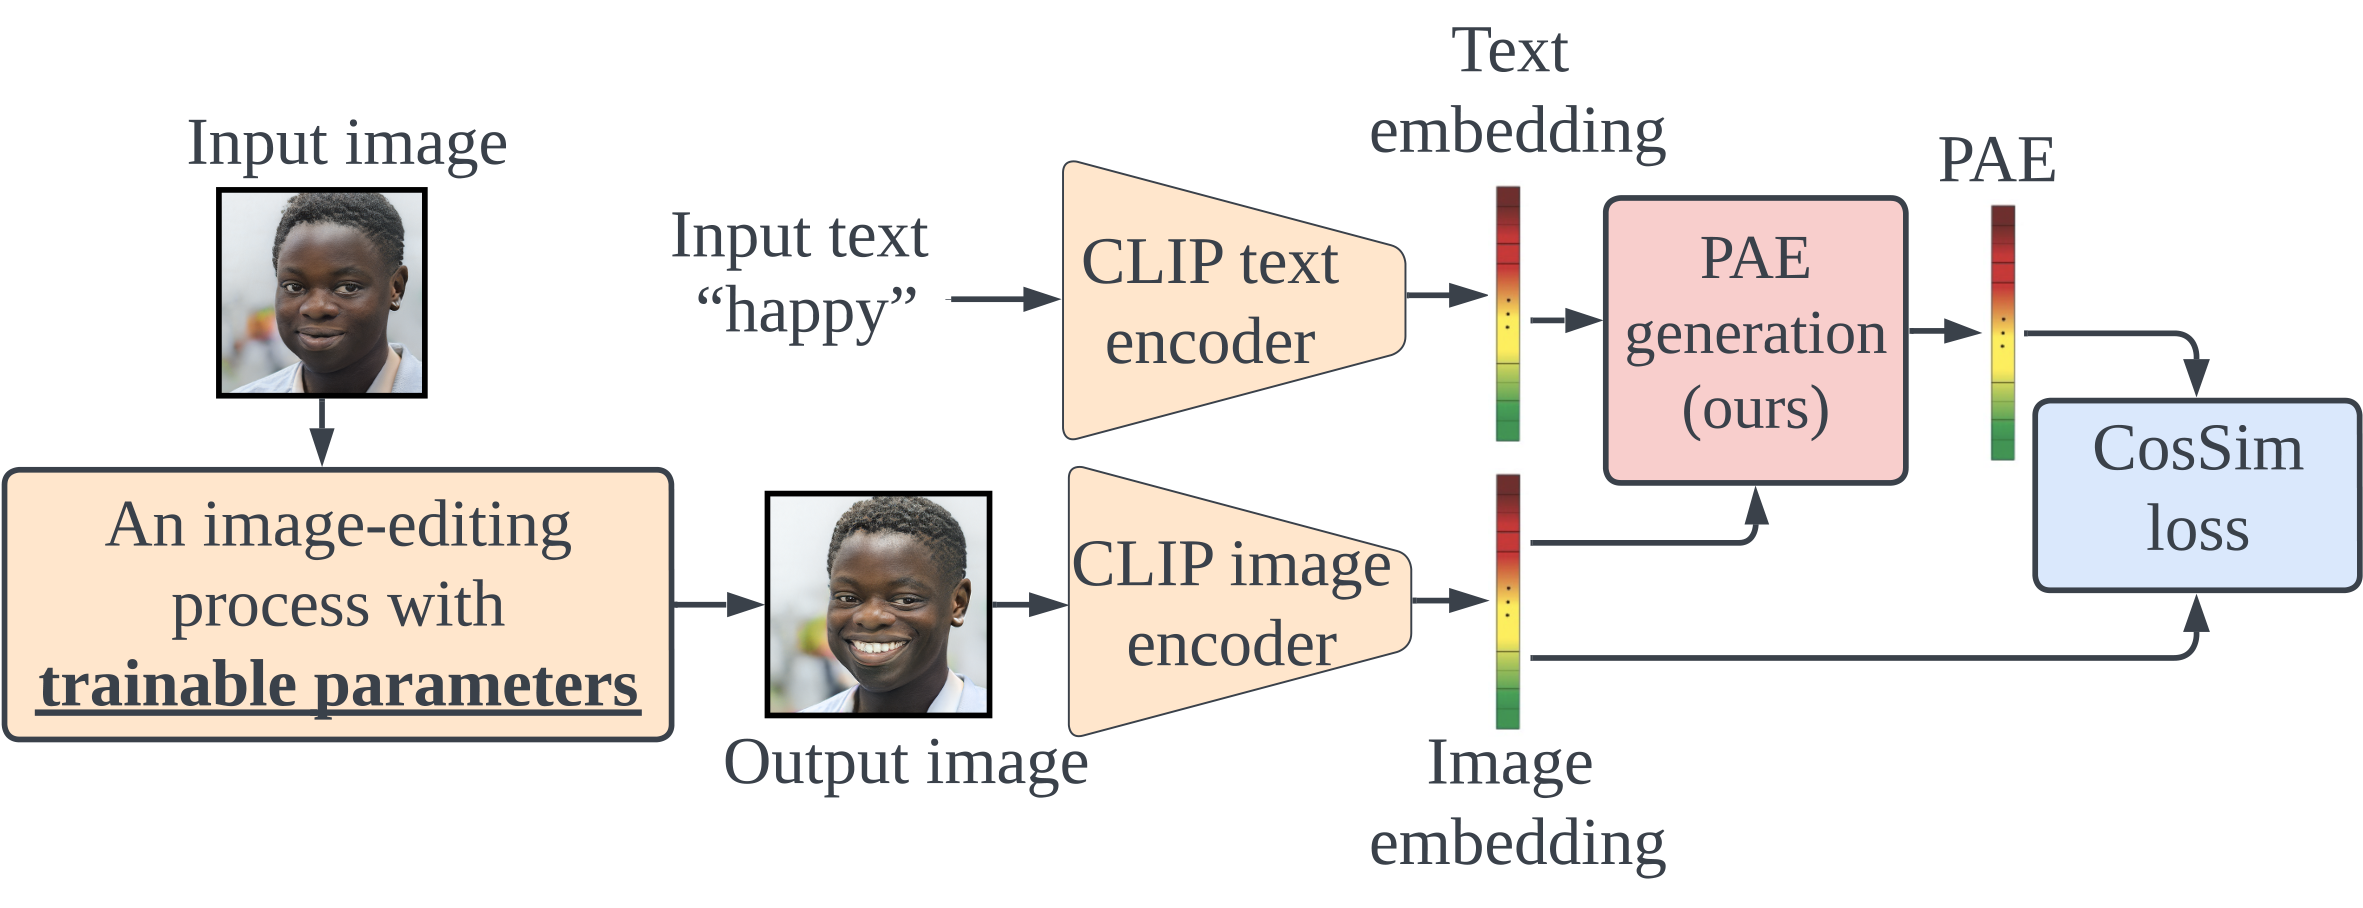 Input image
An image-editing
process with
trainable parameters
Input text
“happy”
Output image
CLIP text
encoder
CLIP image
encoder
Text
embedding
Image
embedding
PAE
generation
(ours)
PAE
CosSim
loss